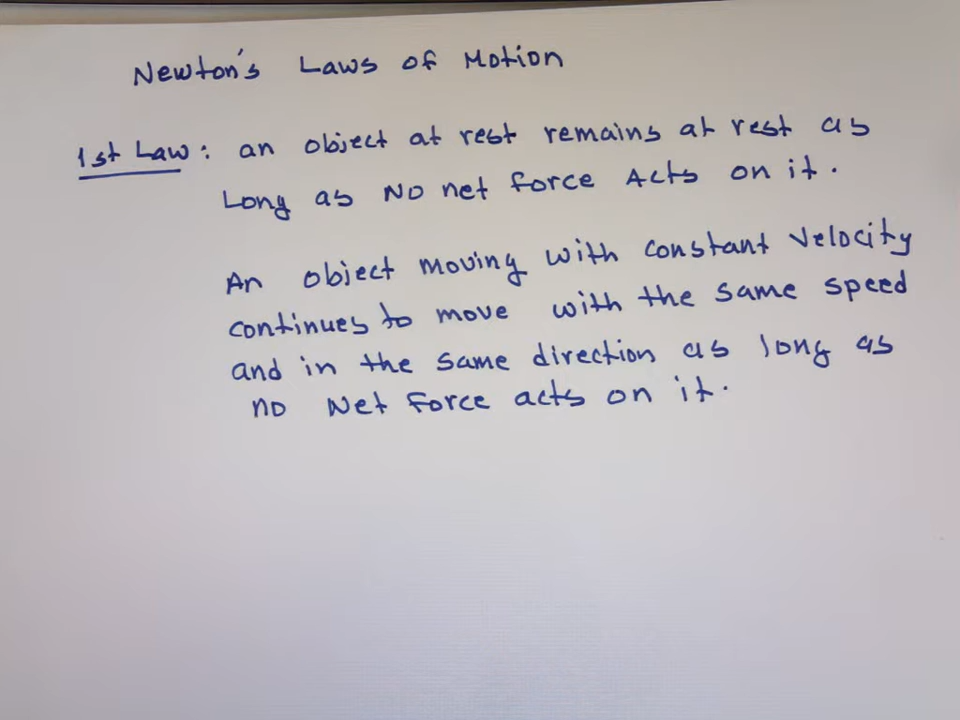 Newton's Laws of Motion
1st Law: an object at rest remains at rest as
Long as NO net force Acts on it.
An object moving with constant velocity
continues to move with the same speed
and in the same direction as long as
no Net force acts on it.